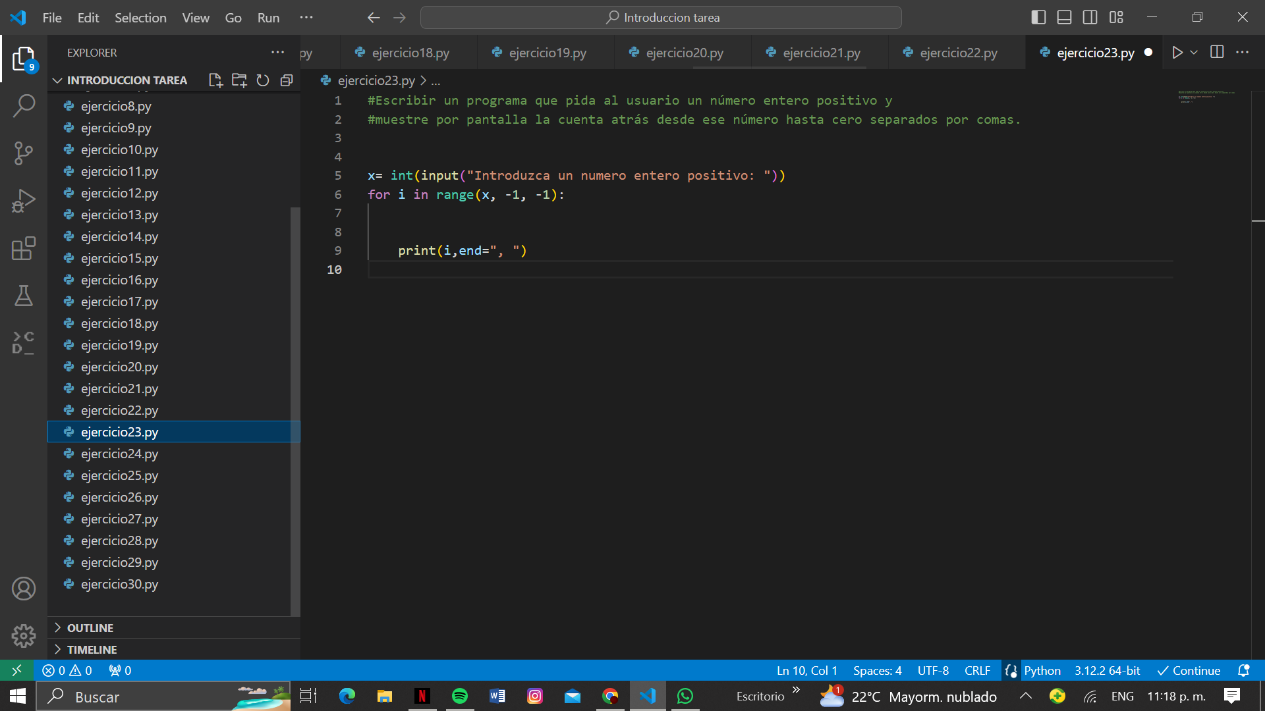 File Edit Selection View Go Run ···
Introduccion tarea
EXPLORER
py ejercicio18.py ejercicio19.py ejercicio20.py ejercicio21.py ejercicio22.py ejercicio23.py
INTRODUCCION TAREA
ejercicio23.py > ...
ejercicio8.py
ejercicio9.py
ejercicio10.py
ejercicio11.py
ejercicio12.py
ejercicio13.py
ejercicio14.py
ejercicio15.py
ejercicio16.py
ejercicio17.py
ejercicio18.py
ejercicio19.py
ejercicio20.py
ejercicio21.py
ejercicio22.py
ejercicio23.py
ejercicio24.py
ejercicio25.py
ejercicio26.py
ejercicio27.py
ejercicio28.py
ejercicio29.py
ejercicio30.py
OUTLINE
TIMELINE
1 #Escribir un programa que pida al usuario un número entero positivo y
2 #muestre por pantalla la cuenta atrás desde ese número hasta cero separados por comas.
3
4
5 x= int(input("Introduzca un numero entero positivo: "))
6 for i in range(x, -1, -1):
7
8
9 print(i,end=", ")
10
9
0 0 0 Ln 10, Col 1 Spaces: 4 UTF-8 CRLF Python 3.12.2 64-bit Continue
Buscar Escritorio 1 22°C Mayorm. nublado ENG 11:18 p. m.